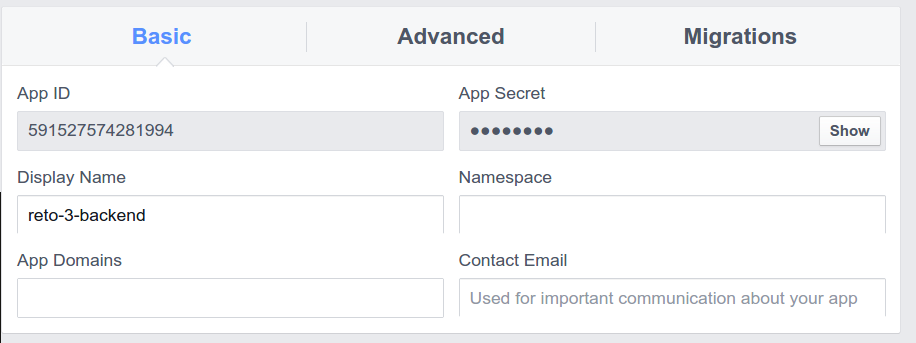 Basic Advanced Migrations
App ID App Secret
591527574281994 ●●●●●●●● Show
Display Name Namespace
reto-3-backend
App Domains Contact Email
Used for important communication about your app